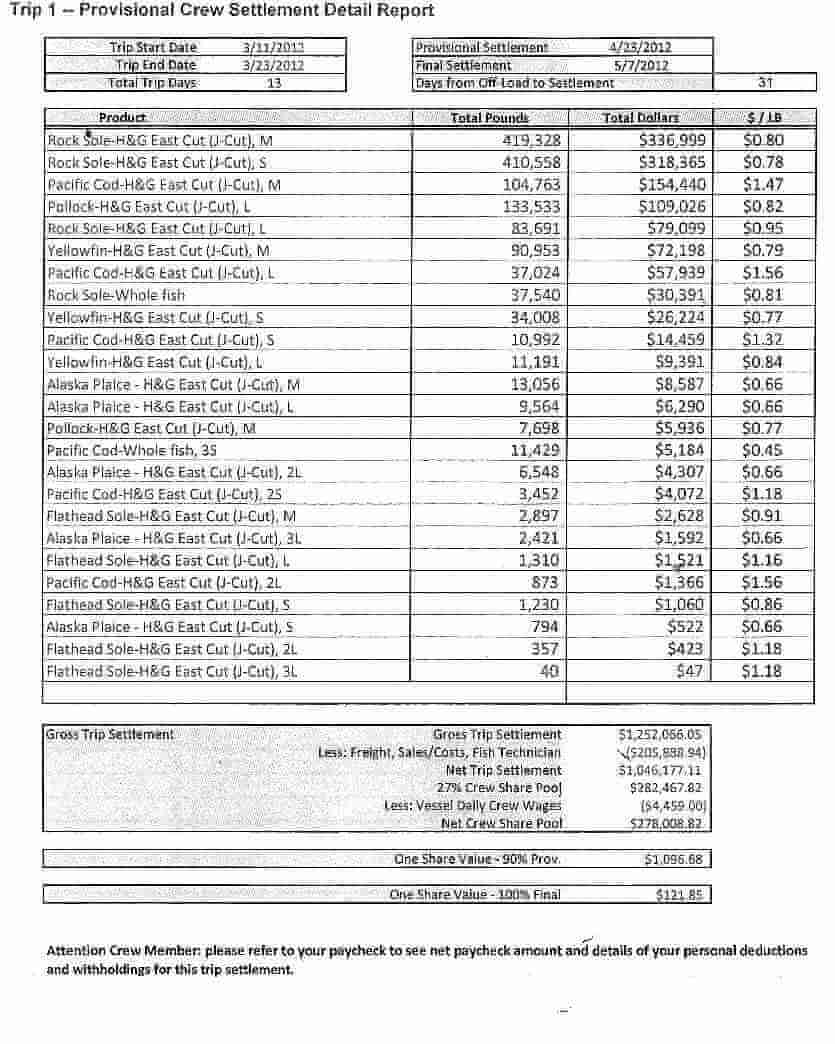 Trip 1 – Provisional Crew Settlement Detail Report
Trip Start Date 3/11/2012 Provisional Settlement 4/23/2012
Trip End Date 3/23/2012 Final Settlement 5/7/2012
Total Trip Days 13 Days from Off-Load to Settlement 31
Product Total Pounds Total Dollars $ / LB
Rock Sole-H&G East Cut (J-Cut), M 419,328 $336,999 $0.80
Rock Sole-H&G East Cut (J-Cut), S 410,558 $318,365 $0.78
Pacific Cod-H&G East Cut (J-Cut), M 104,763 $154,440 $1.47
Pollock-H&G East Cut (J-Cut), L 133,533 $109,026 $0.82
Rock Sole-H&G East Cut (J-Cut), L 83,691 $79,099 $0.95
Yellowfin-H&G East Cut (J-Cut), M 90,953 $72,198 $0.79
Pacific Cod-H&G East Cut (J-Cut), L 37,024 $57,939 $1.56
Rock Sole-Whole fish 37,540 $30,391 $0.81
Yellowfin-H&G East Cut (J-Cut), S 34,008 $26,224 $0.77
Pacific Cod-H&G East Cut (J-Cut), S 10,992 $14,459 $1.32
Yellowfin-H&G East Cut (J-Cut), L 11,191 $9,391 $0.84
Alaska Plaice - H&G East Cut (J-Cut), M 13,056 $8,587 $0.66
Alaska Plaice - H&G East Cut (J-Cut), L 9,564 $6,290 $0.66
Pollock-H&G East Cut (J-Cut), M 7,698 $5,936 $0.77
Pacific Cod-Whole fish, 3S 11,429 $5,184 $0.45
Alaska Plaice - H&G East Cut (J-Cut), 2L 6,548 $4,307 $0.66
Pacific Cod-H&G East Cut (J-Cut), 2S 3,452 $4,072 $1.18
Flathead Sole-H&G East Cut (J-Cut), M 2,897 $2,628 $0.91
Alaska Plaice - H&G East Cut (J-Cut), 3L 2,421 $1,592 $0.66
Flathead Sole-H&G East Cut (J-Cut), L 1,310 $1,521 $1.16
Pacific Cod-H&G East Cut (J-Cut), 2L 873 $1,366 $1.56
Flathead Sole-H&G East Cut (J-Cut), S 1,230 $1,060 $0.86
Alaska Plaice - H&G East Cut (J-Cut), S 794 $522 $0.66
Flathead Sole-H&G East Cut (J-Cut), 2L 357 $423 $1.18
Flathead Sole-H&G East Cut (J-Cut), 3L 40 $47 $1.18
Gross Trip Settlement Gross Trip Settlement $1,252,066.05
Less: Freight, Sales/Costs, Fish Technician ($205,888.94)
Net Trip Settlement $1,046,177.11
27% Crew Share Pool $282,467.82
Less: Vessel Daily Crew Wages ($4,459.00)
Net Crew Share Pool $278,008.82
One Share Value - 90% Prov. $1,096.68
One Share Value - 100% Final $121.85
Attention Crew Member: please refer to your paycheck to see net paycheck amount and details of your personal deductions
and withholdings for this trip settlement.